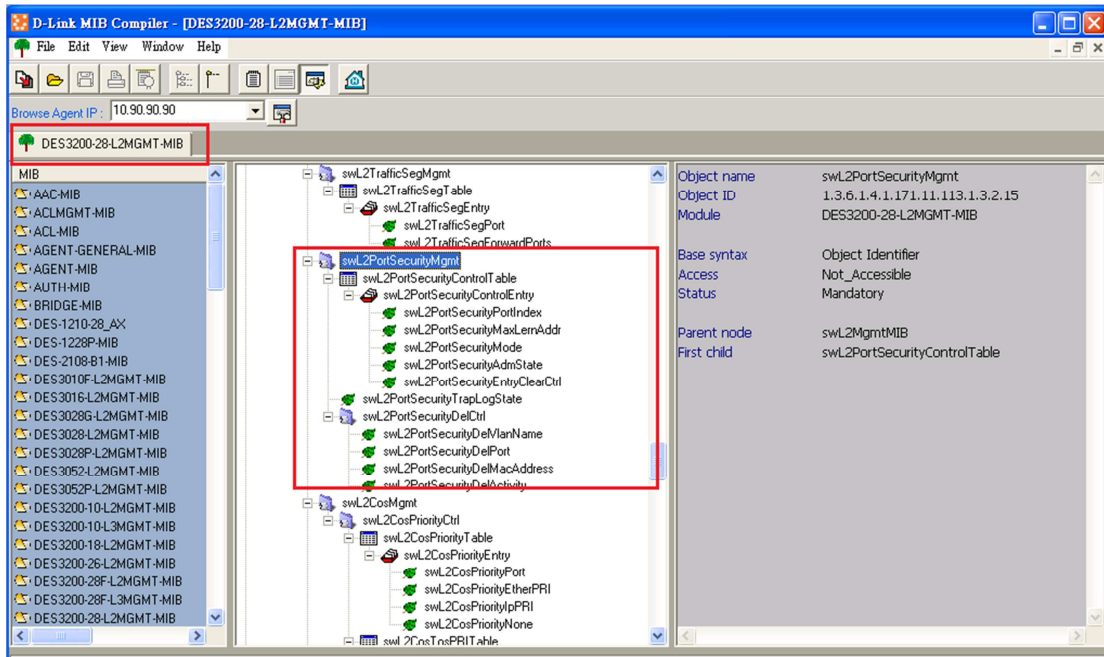 D-Link MIB Compiler - [DES3200-28-L2MGMT-MIB]
File Edit View Window Help
Browse Agent IP : 10.90.90.90
DES3200-28-L2MGMT-MIB
MIB
AAC-MIB
ACLMGMT-MIB
ACL-MIB
AGENT-GENERAL-MIB
AGENT-MIB
AUTH-MIB
BRIDGE-MIB
DES-1210-28_AX
DES-1228P-MIB
DES-2108-B1-MIB
DES3010F-L2MGMT-MIB
DES3016-L2MGMT-MIB
DES3028G-L2MGMT-MIB
DES3028-L2MGMT-MIB
DES3028P-L2MGMT-MIB
DES3052-L2MGMT-MIB
DES3052P-L2MGMT-MIB
DES3200-10-L2MGMT-MIB
DES3200-10-L3MGMT-MIB
DES3200-18-L2MGMT-MIB
DES3200-26-L2MGMT-MIB
DES3200-28F-L2MGMT-MIB
DES3200-28F-L3MGMT-MIB
DES3200-28-L2MGMT-MIB
swL2TrafficSegMgmt
swL2TrafficSegTable
swL2TrafficSegEntry
swL2TrafficSegPort
swL2TrafficSegForwardPorts
swL2PortSecurityMgmt
swL2PortSecurityControlTable
swL2PortSecurityControlEntry
swL2PortSecurityPortIndex
swL2PortSecurityMaxLernAddr
swL2PortSecurityMode
swL2PortSecurityAdmState
swL2PortSecurityEntryClearCtrl
swL2PortSecurityTrapLogState
swL2PortSecurityDelCtrl
swL2PortSecurityDelVlanName
swL2PortSecurityDelPort
swL2PortSecurityDelMacAddress
swL2PortSecurityDelActivity
swL2CosMgmt
swL2CosPriorityCtrl
swL2CosPriorityTable
swL2CosPriorityEntry
swL2CosPriorityPort
swL2CosPriorityEtherPRI
swL2CosPriorityIpPRI
swL2CosPriorityNone
swL2CosTosPRITable
Object name swL2PortSecurityMgmt
Object ID 1.3.6.1.4.1.171.11.113.1.3.2.15
Module DES3200-28-L2MGMT-MIB
Base syntax Object Identifier
Access Not_Accessible
Status Mandatory
Parent node swL2MgmtMIB
First child swL2PortSecurityControlTable